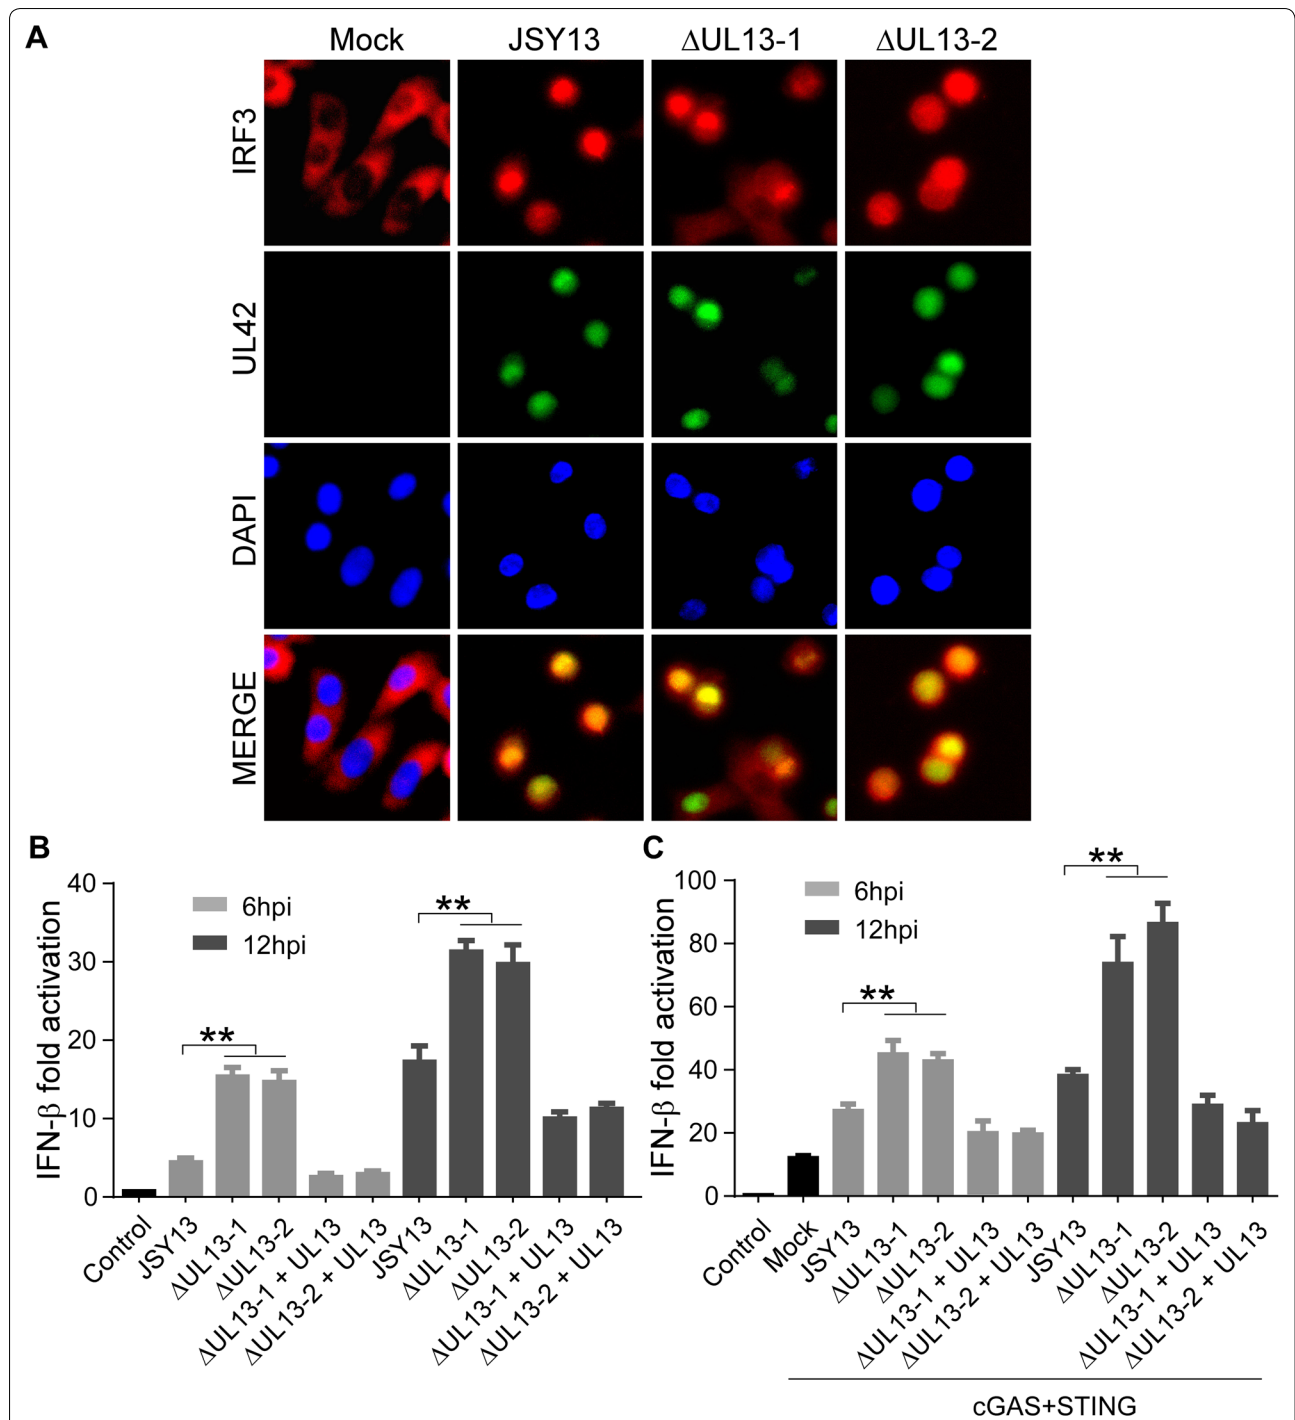 A
Mock JSY13 ΔUL13-1 ΔUL13-2
IRF3
UL42
DAPI
MERGE
B
IFN-β fold activation
40
30
20
10
0
6hpi
12hpi
**
**
Control JSY13 ΔUL13-1 ΔUL13-2 ΔUL13-1 + UL13 ΔUL13-2 + UL13 JSY13 ΔUL13-1 ΔUL13-2 ΔUL13-1 + UL13 ΔUL13-2 + UL13
C
IFN-β fold activation
100
80
60
40
20
0
6hpi
12hpi
**
**
Control Mock JSY13 ΔUL13-1 ΔUL13-2 ΔUL13-1 + UL13 ΔUL13-2 + UL13 JSY13 ΔUL13-1 ΔUL13-2 ΔUL13-1 + UL13 ΔUL13-2 + UL13
cGAS+STING